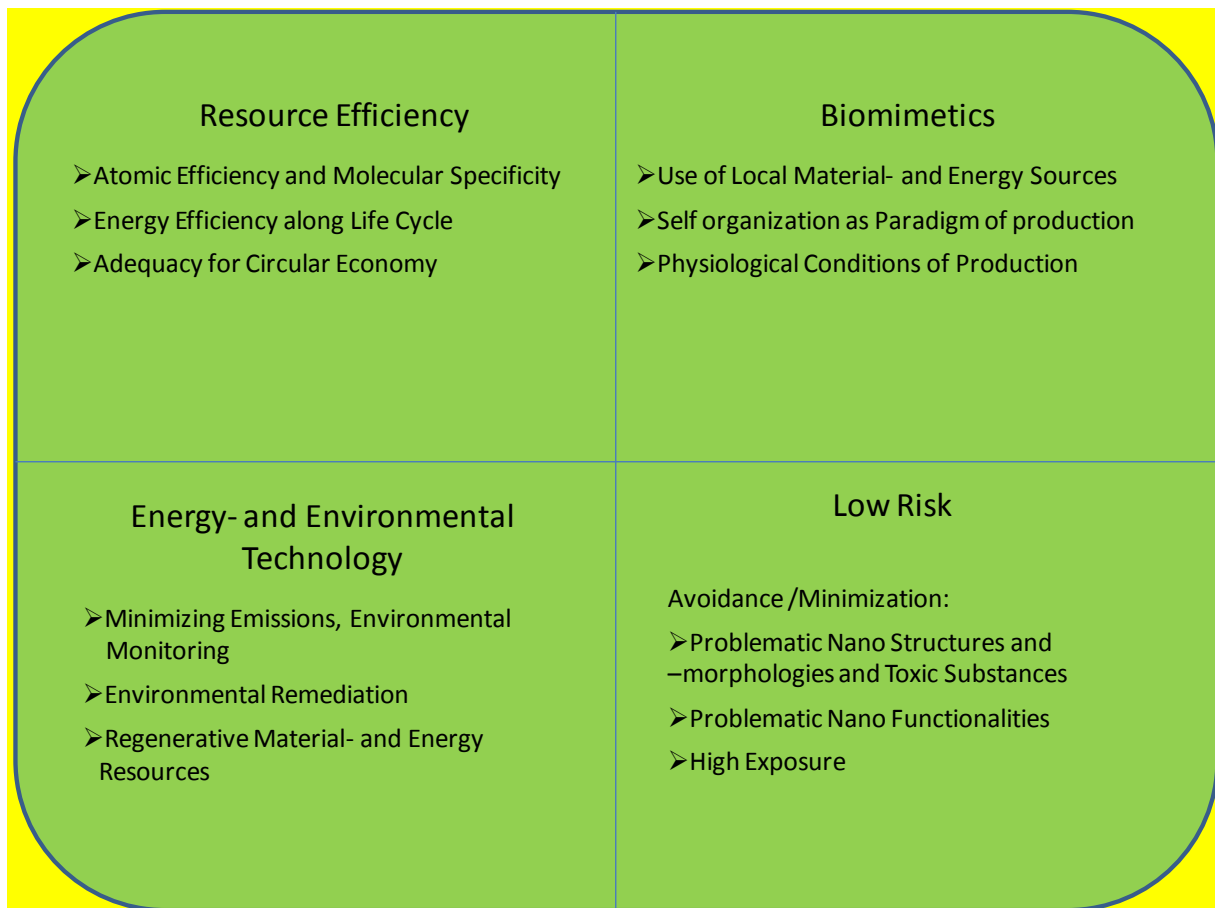 Resource Efficiency
➢Atomic Efficiency and Molecular Specificity
➢Energy Efficiency along Life Cycle
➢Adequacy for Circular Economy
Biomimetics
➢Use of Local Material- and Energy Sources
➢Self organization as Paradigm of production
➢Physiological Conditions of Production
Energy- and Environmental
Technology
➢Minimizing Emissions, Environmental
Monitoring
➢Environmental Remediation
➢Regenerative Material- and Energy
Resources
Low Risk
Avoidance /Minimization:
➢Problematic Nano Structures and
–morphologies and Toxic Substances
➢Problematic Nano Functionalities
➢High Exposure